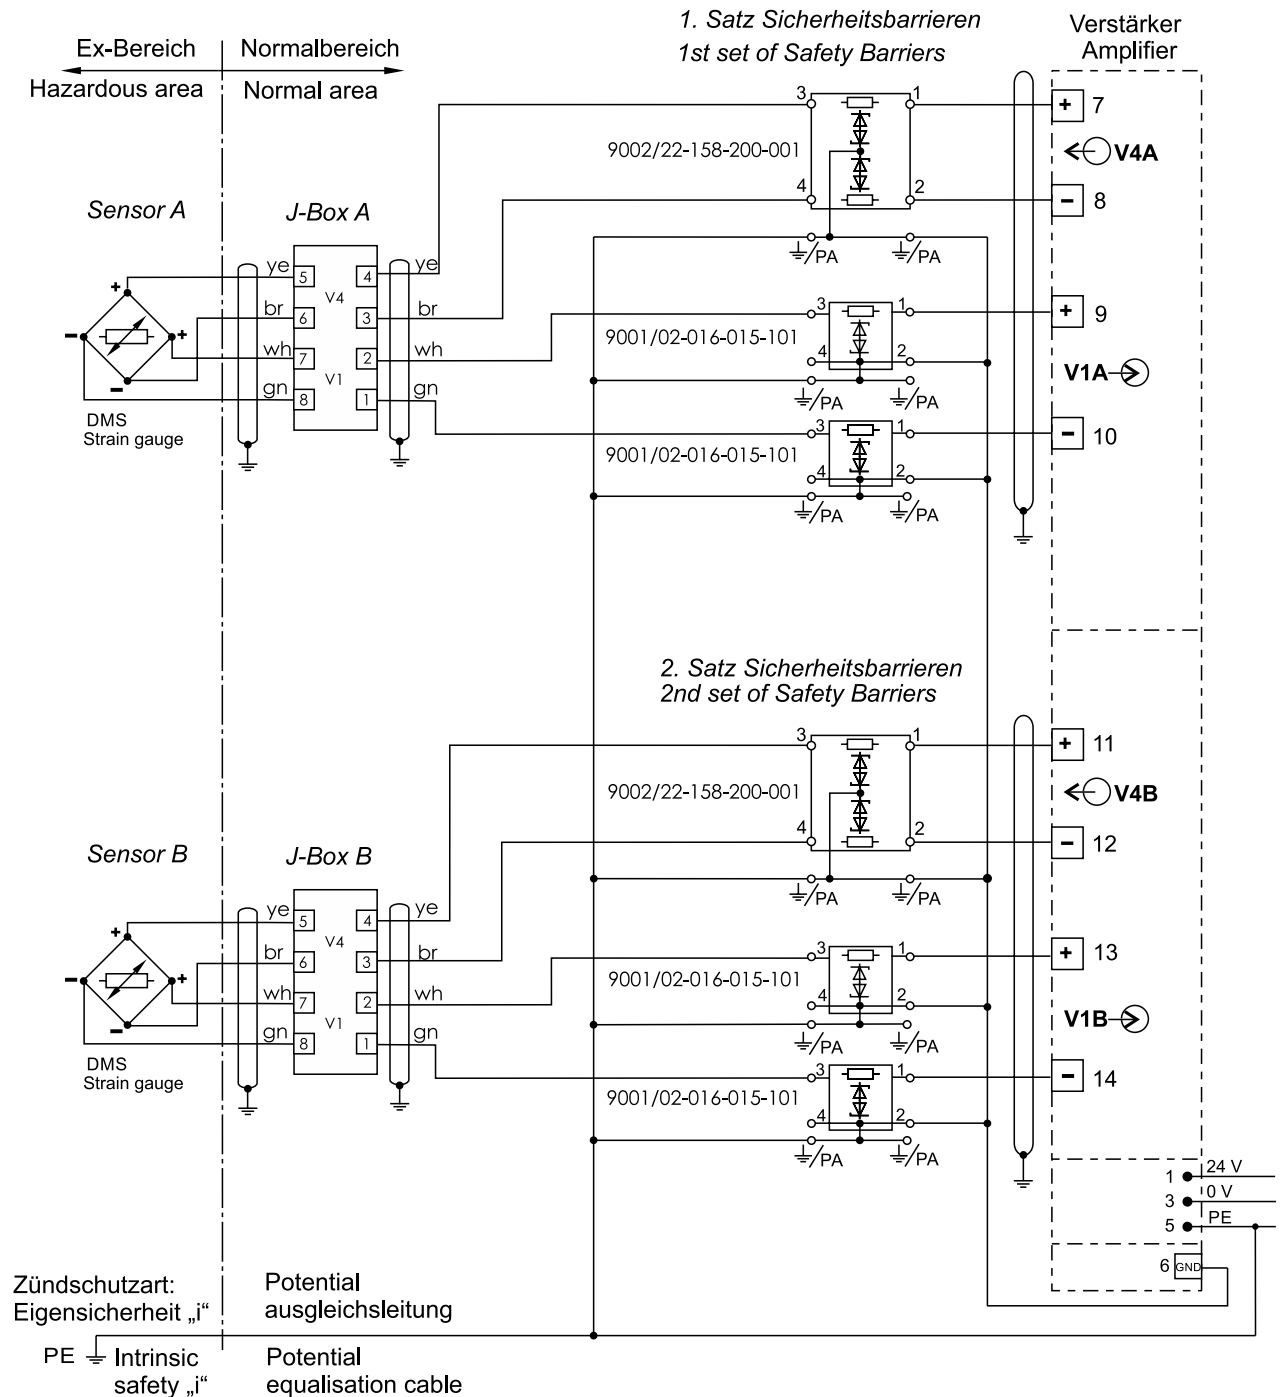 1. Satz Sicherheitsbarrieren
1st set of Safety Barriers
Verstärker
Amplifier
Ex-Bereich
Normalbereich
Hazardous area
Normal area
3
1
+
7
9002/22-158-200-001
V4A
4
2
−
8
Sensor A
J-Box A
/PA
/PA
ye
5
4
ye
+
V4
br
6
3
br
3
1
+
9
−
+
wh
7
2
wh
9001/02-016-015-101
4
2
V1
V1A
−
gn
8
1
gn
/PA
/PA
DMS
Strain gauge
3
1
−
10
9001/02-016-015-101
4
2
/PA
/PA
2. Satz Sicherheitsbarrieren
2nd set of Safety Barriers
3
1
+
11
9002/22-158-200-001
V4B
4
2
−
12
Sensor B
J-Box B
/PA
/PA
ye
5
4
ye
+
V4
br
6
3
br
3
1
+
13
−
+
wh
7
2
wh
9001/02-016-015-101
4
2
V1
V1B
−
gn
8
1
gn
/PA
/PA
DMS
Strain gauge
3
1
−
14
9001/02-016-015-101
4
2
/PA
/PA
1
24 V
3
0 V
5
PE
6
GND
Zündschutzart:
Eigensicherheit „i“
Potential
ausgleichsleitung
PE
Intrinsic
safety „i“
Potential
equalisation cable